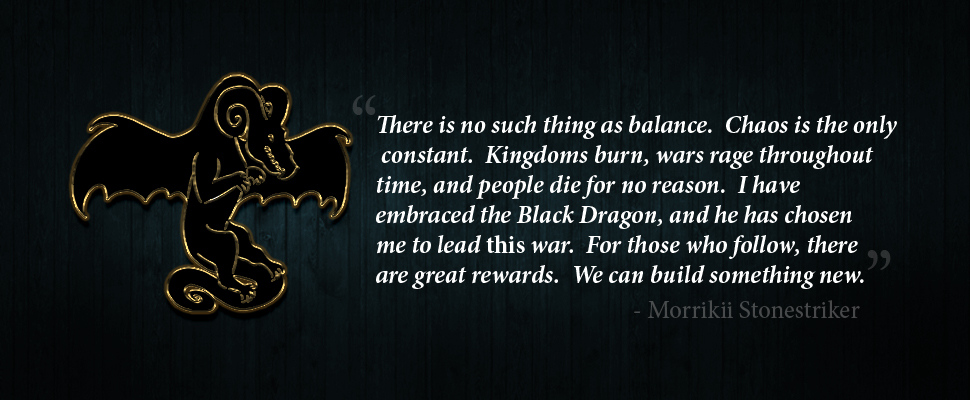 “There is no such thing as balance.  Chaos is the only
constant.  Kingdoms burn, wars rage throughout
time, and people die for no reason.  I have
embraced the Black Dragon, and he has chosen
me to lead this war.  For those who follow, there
are great rewards.  We can build something new.”
- Morrikii Stonestriker